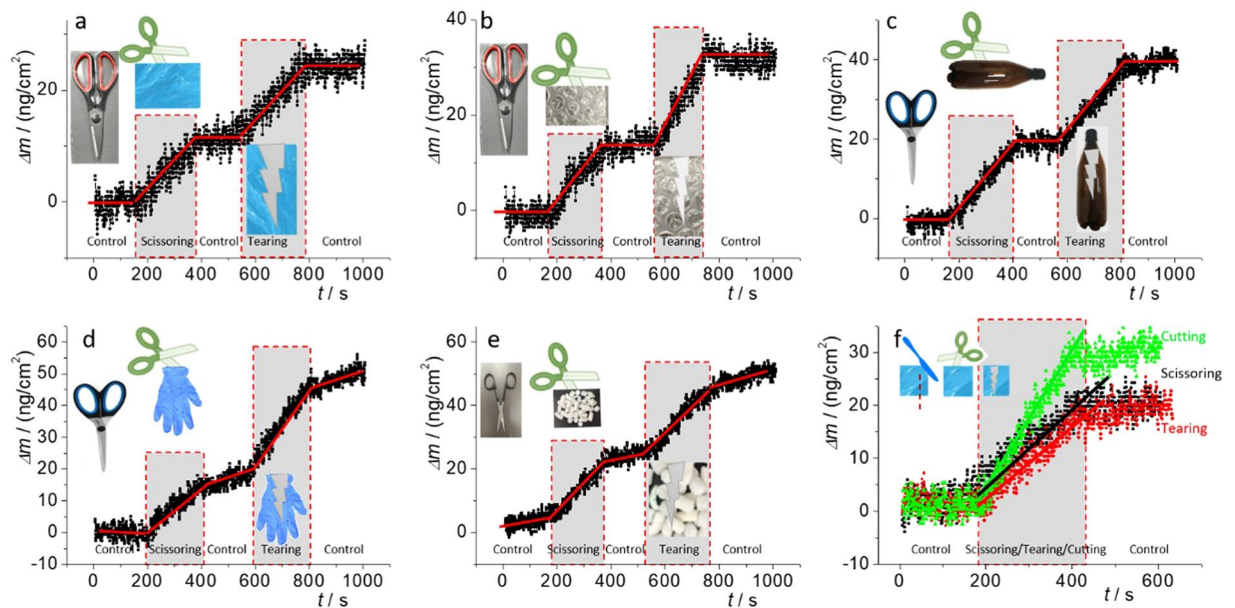 a
Δm / (ng/cm²)
20
0
Control Scissoring Control Tearing Control
0 200 400 600 800 1000
t / s
b
Δm / (ng/cm²)
40
20
0
Control Scissoring Control Tearing Control
0 200 400 600 800 1000
t / s
c
Δm / (ng/cm²)
40
20
0
Control Scissoring Control Tearing Control
0 200 400 600 800 1000
t / s
d
Δm / (ng/cm²)
60
50
40
30
20
10
0
-10
Control Scissoring Control Tearing Control
0 200 400 600 800 1000
t / s
e
Δm / (ng/cm²)
60
40
20
0
Control Scissoring Control Tearing Control
0 200 400 600 800 1000
t / s
f
Δm / (ng/cm²)
30
20
10
0
-10
Cutting
Scissoring
Tearing
Control Scissoring/Tearing/Cutting Control
0 200 400 600
t / s